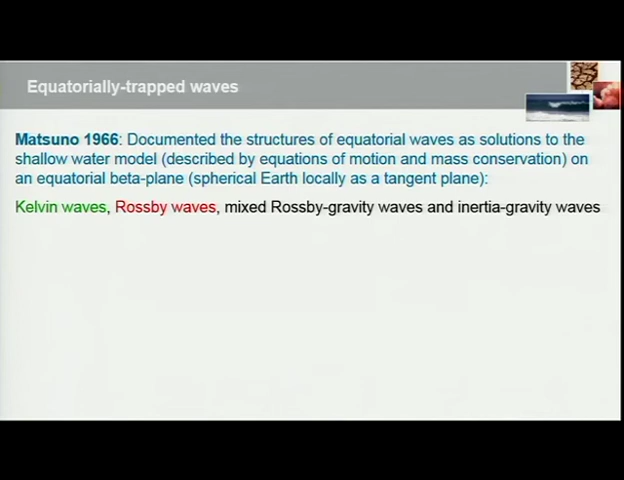 Equatorially-trapped waves
Matsuno 1966: Documented the structures of equatorial waves as solutions to the
shallow water model (described by equations of motion and mass conservation) on
an equatorial beta-plane (spherical Earth locally as a tangent plane):
Kelvin waves, Rossby waves, mixed Rossby-gravity waves and inertia-gravity waves